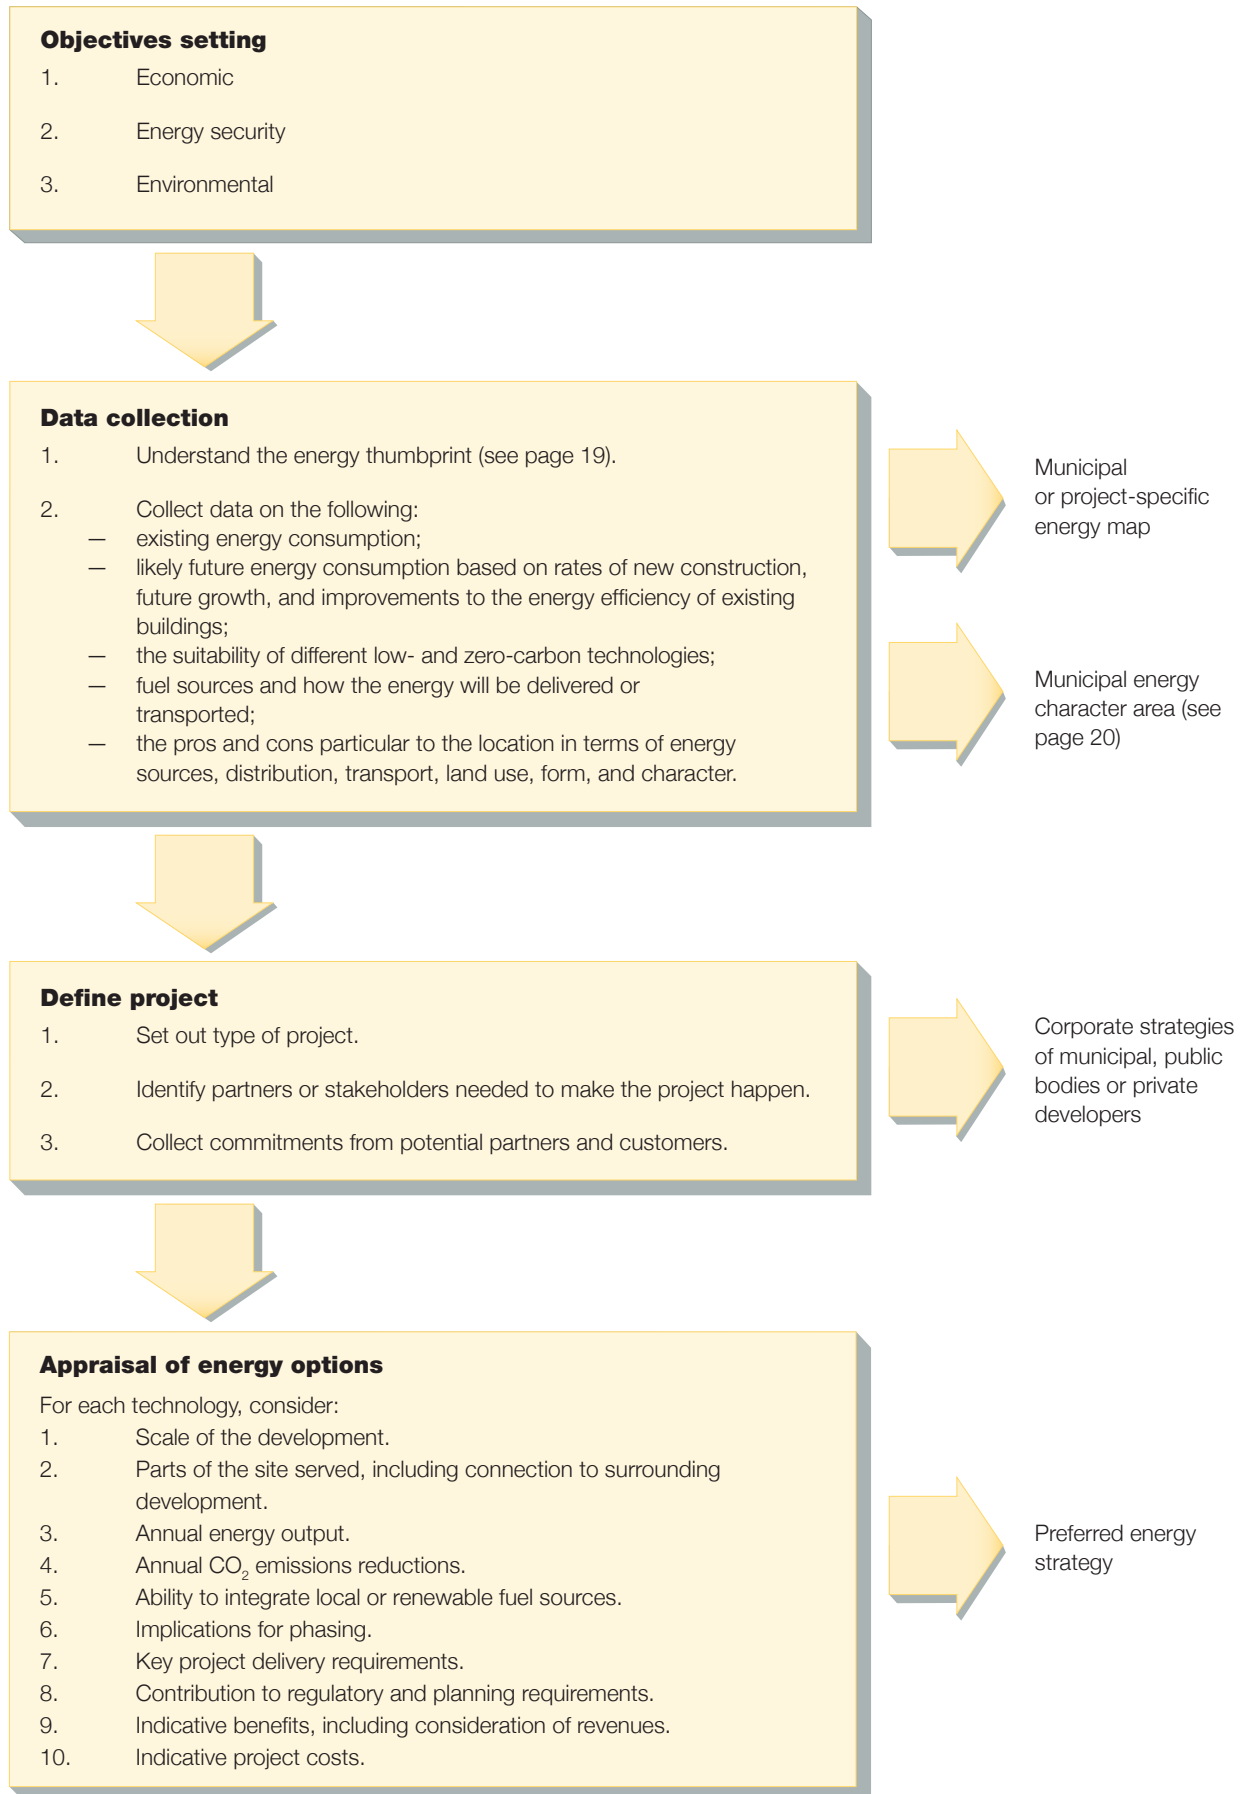 Objectives setting
1. Economic
2. Energy security
3. Environmental
Data collection
1. Understand the energy thumbprint (see page 19).
2. Collect data on the following:
— existing energy consumption;
— likely future energy consumption based on rates of new construction,
future growth, and improvements to the energy efficiency of existing
buildings;
— the suitability of different low- and zero-carbon technologies;
— fuel sources and how the energy will be delivered or
transported;
— the pros and cons particular to the location in terms of energy
sources, distribution, transport, land use, form, and character.
Municipal
or project-specific
energy map
Municipal energy
character area (see
page 20)
Define project
1. Set out type of project.
2. Identify partners or stakeholders needed to make the project happen.
3. Collect commitments from potential partners and customers.
Corporate strategies
of municipal, public
bodies or private
developers
Appraisal of energy options
For each technology, consider:
1. Scale of the development.
2. Parts of the site served, including connection to surrounding
development.
3. Annual energy output.
4. Annual CO₂ emissions reductions.
5. Ability to integrate local or renewable fuel sources.
6. Implications for phasing.
7. Key project delivery requirements.
8. Contribution to regulatory and planning requirements.
9. Indicative benefits, including consideration of revenues.
10. Indicative project costs.
Preferred energy
strategy